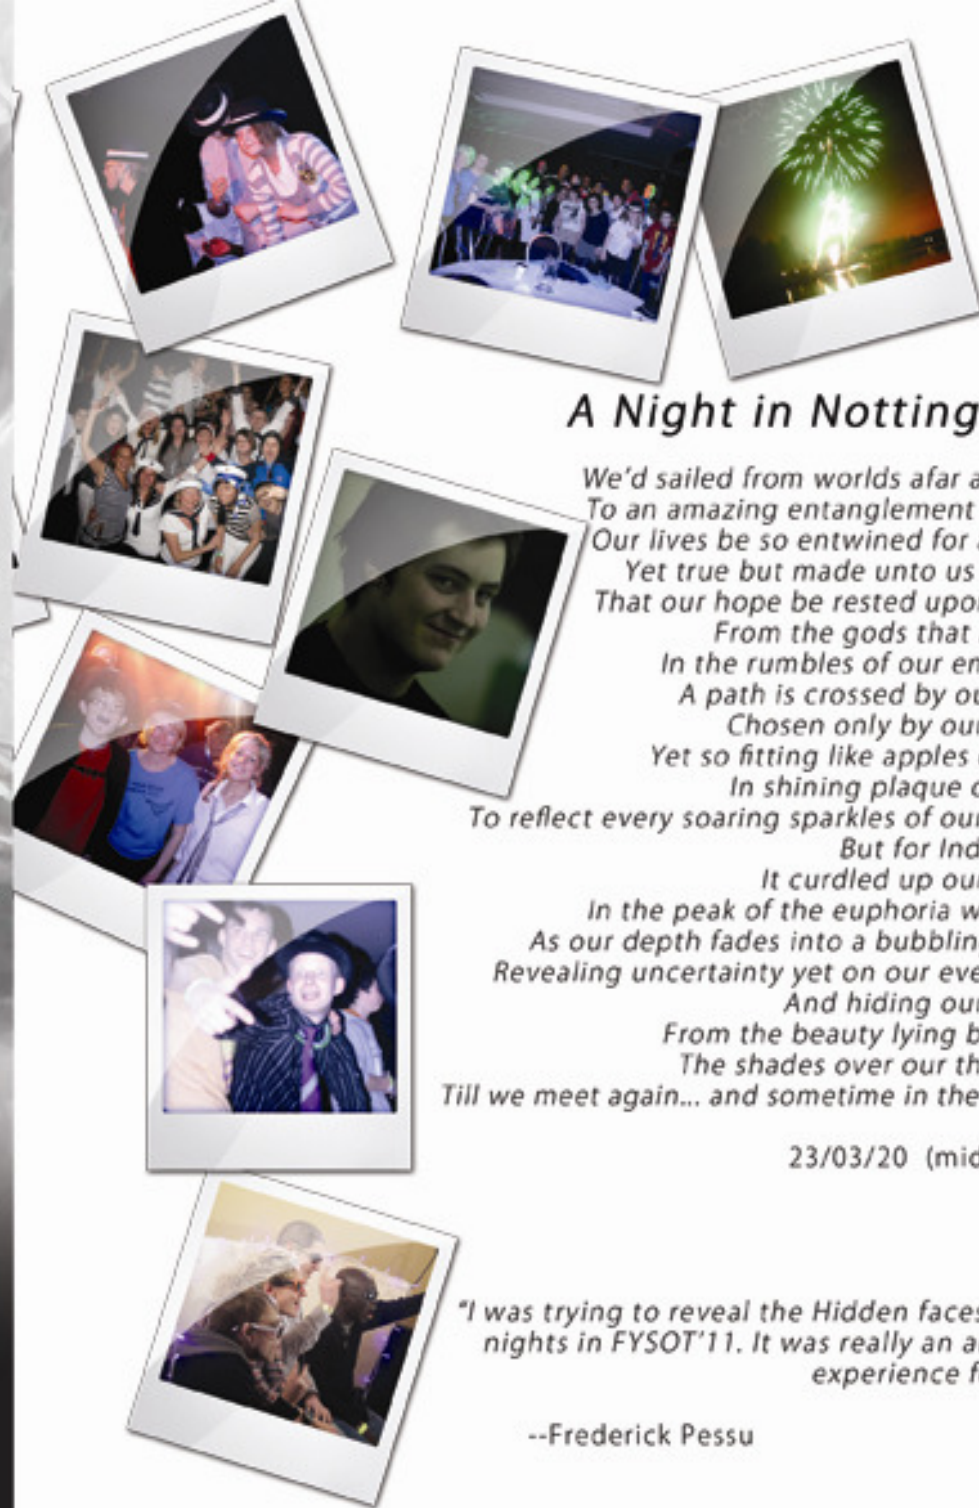 A Night in Notting
We'd sailed from worlds afar a
To an amazing entanglement
Our lives be so entwined for
Yet true but made unto us
That our hope be rested upo
From the gods that
In the rumbles of our en
A path is crossed by ou
Chosen only by ou
Yet so fitting like apples
In shining plaque o
To reflect every soaring sparkles of our
But for Ind
It curdled up our
In the peak of the euphoria w
As our depth fades into a bubblin
Revealing uncertainty yet on our eve
And hiding ou
From the beauty lying b
The shades over our th
Till we meet again... and sometime in the
23/03/20 (mid
"I was trying to reveal the Hidden faces
nights in FYSOT'11. It was really an a
experience f
--Frederick Pessu